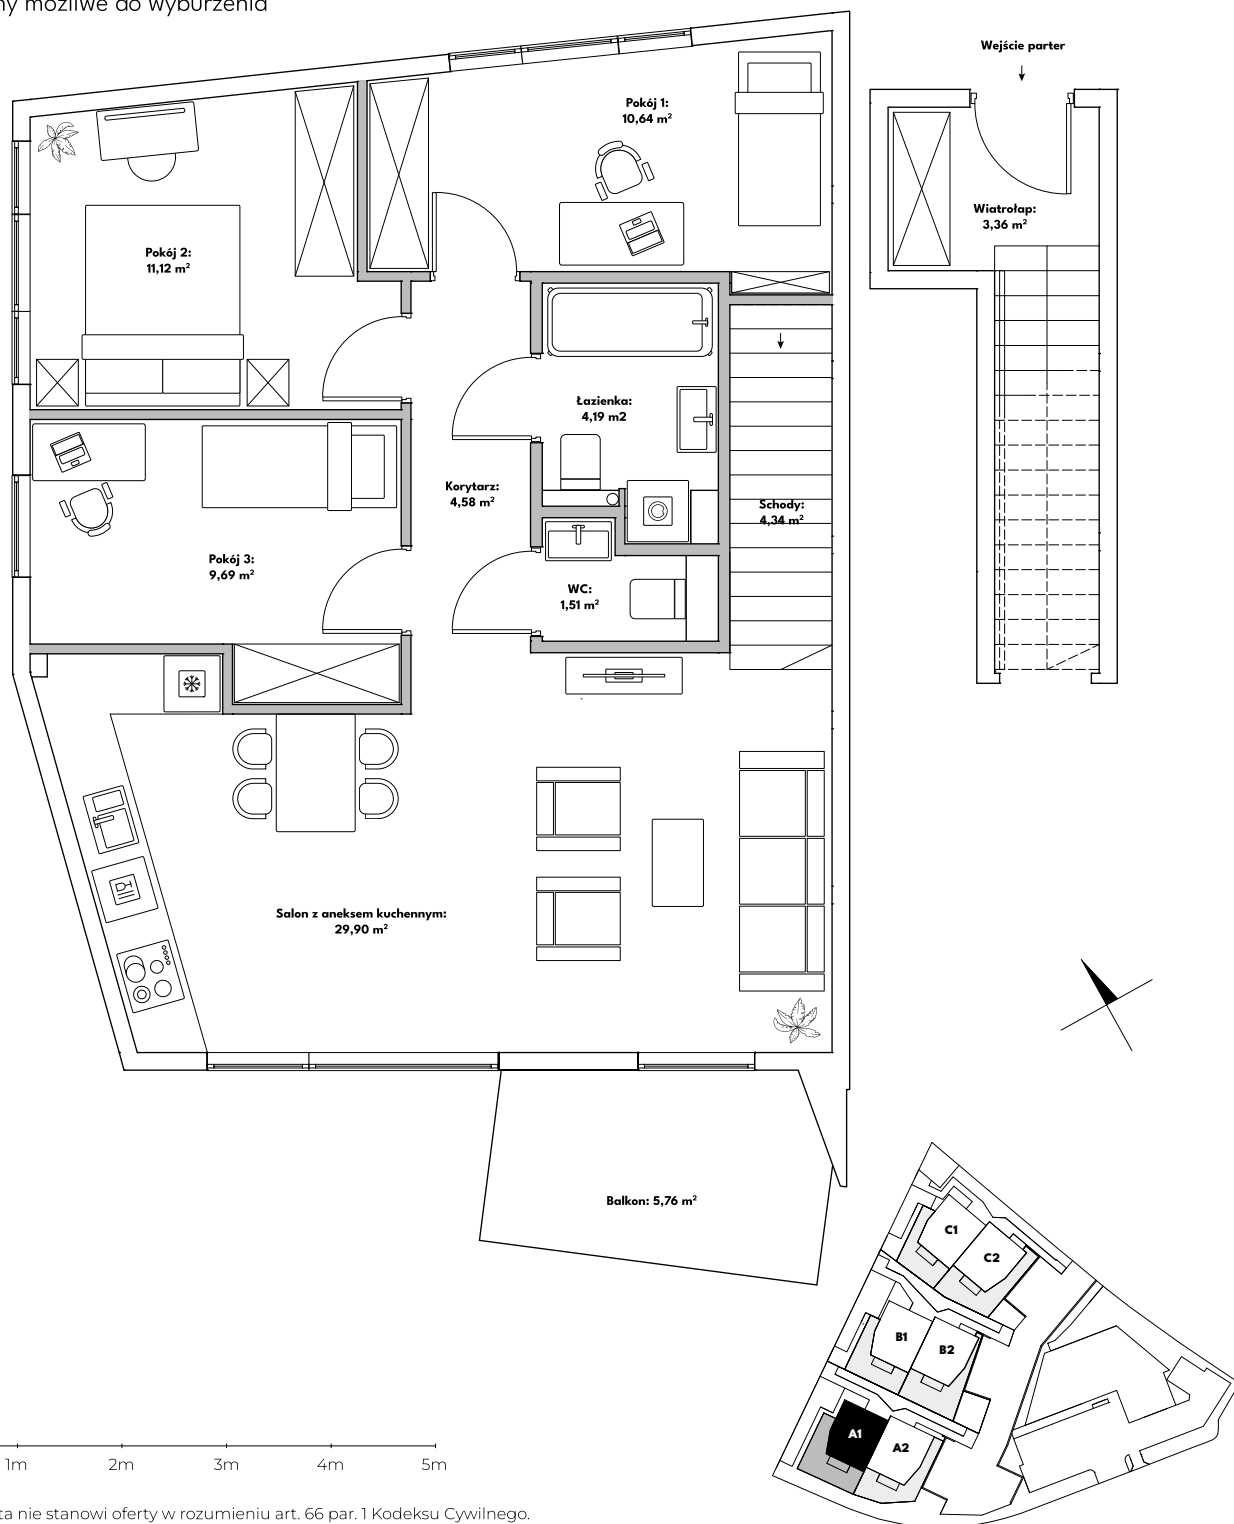 możliwe do wyburzenia
Wejście parter
Pokój 1:
10,64 m²
Wiatrołap:
3,36 m²
Pokój 2:
11,12 m²
Łazienka:
4,19 m2
Korytarz:
4,58 m²
Schody:
4,34 m²
Pokój 3:
9,69 m²
WC:
1,51 m²
Salon z aneksem kuchennym:
29,90 m²
Balkon: 5,76 m²
C1
C2
B1
B2
A1
A2
1m 2m 3m 4m 5m
nie stanowi oferty w rozumieniu art. 66 par. 1 Kodeksu Cywilnego.